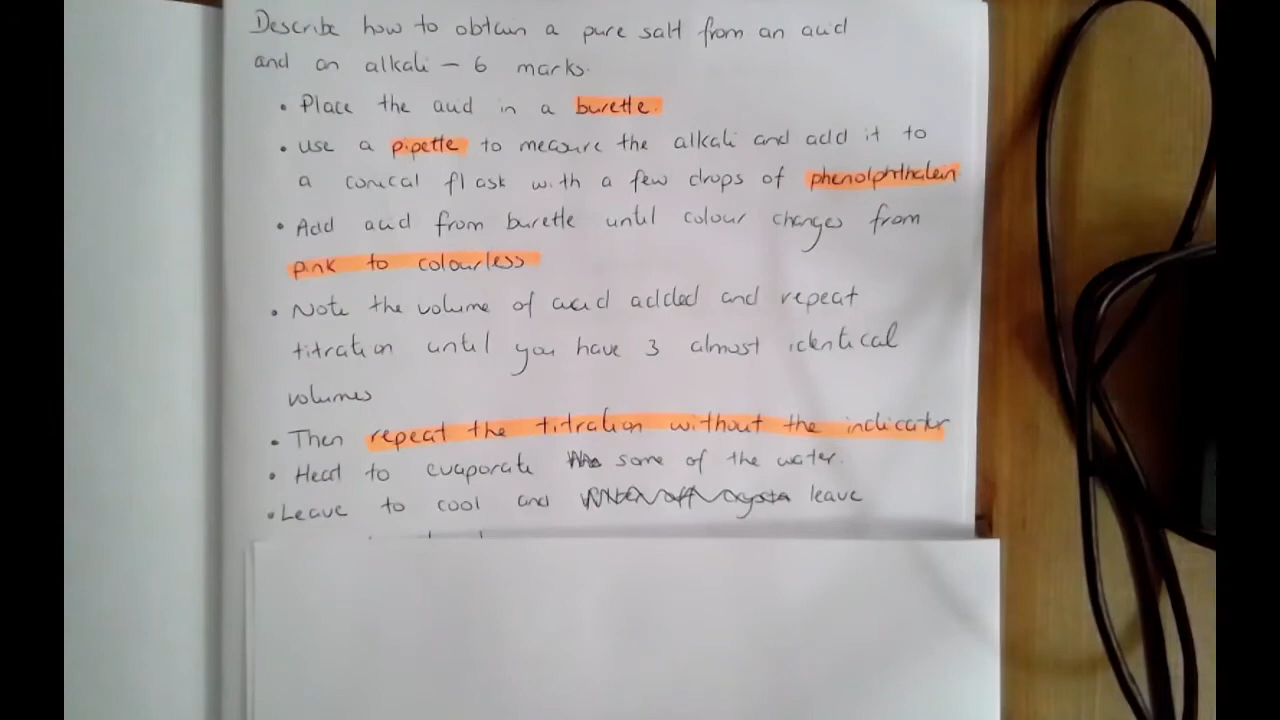 Describe how to obtain a pure salt from an acid
and an alkali – 6 marks.
• Place the acid in a burette.
• Use a pipette to measure the alkali and add it to
a conical flask with a few drops of phenolphthalein
• Add acid from burette until colour changes from
pink to colourless
• Note the volume of acid added and repeat
titration until you have 3 almost identical
volumes
• Then repeat the titration without the indicator
• Heat to evaporate some of the water.
• Leave to cool and leave